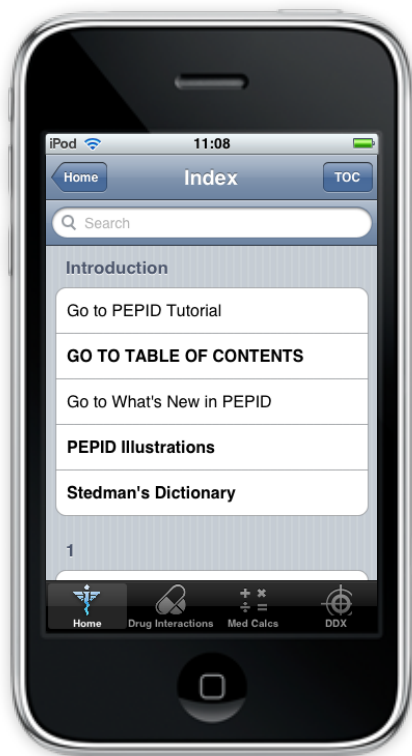 iPod 11:08
Home Index TOC
Search
Introduction
Go to PEPID Tutorial
GO TO TABLE OF CONTENTS
Go to What's New in PEPID
PEPID Illustrations
Stedman's Dictionary
1
Home Drug Interactions Med Calcs DDX